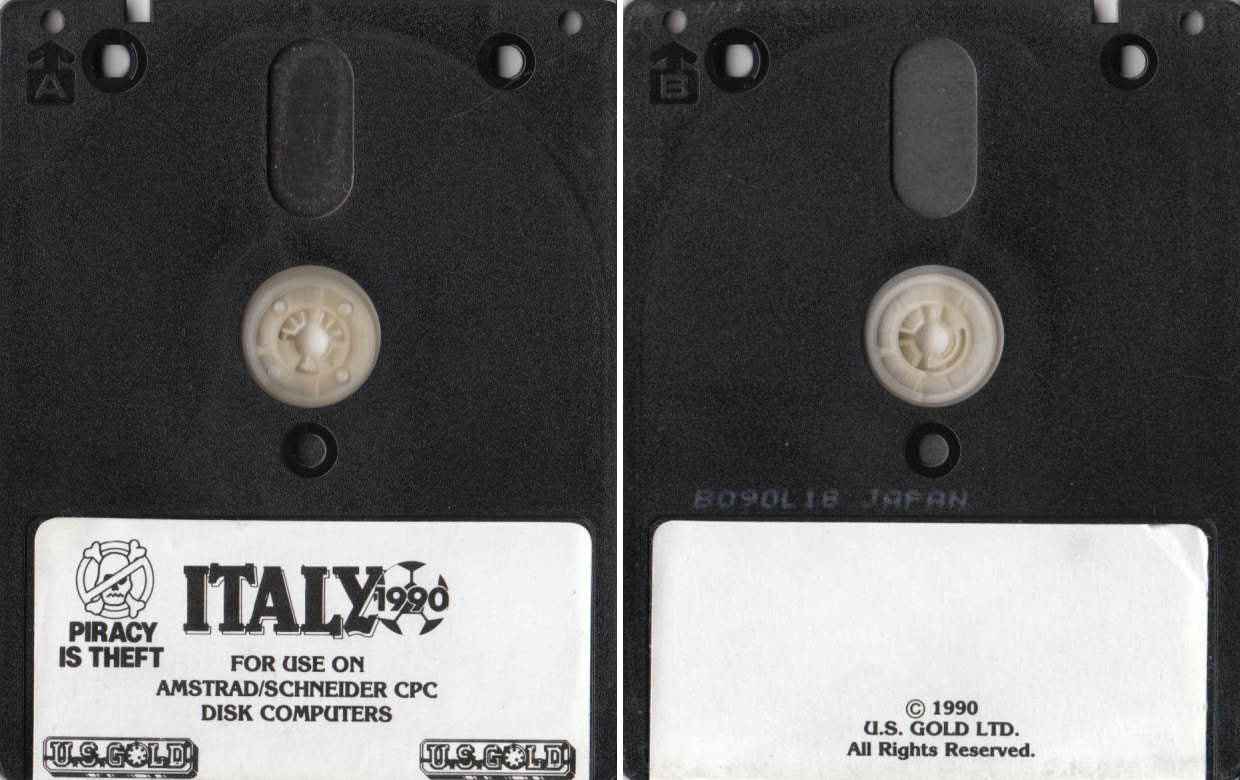 A
PIRACY
IS THEFT
ITALY 1990
FOR USE ON
AMSTRAD/SCHNEIDER CPC
DISK COMPUTERS
U.S. GOLD
U.S. GOLD
B
B090L18 JAPAN
© 1990
U.S. GOLD LTD.
All Rights Reserved.